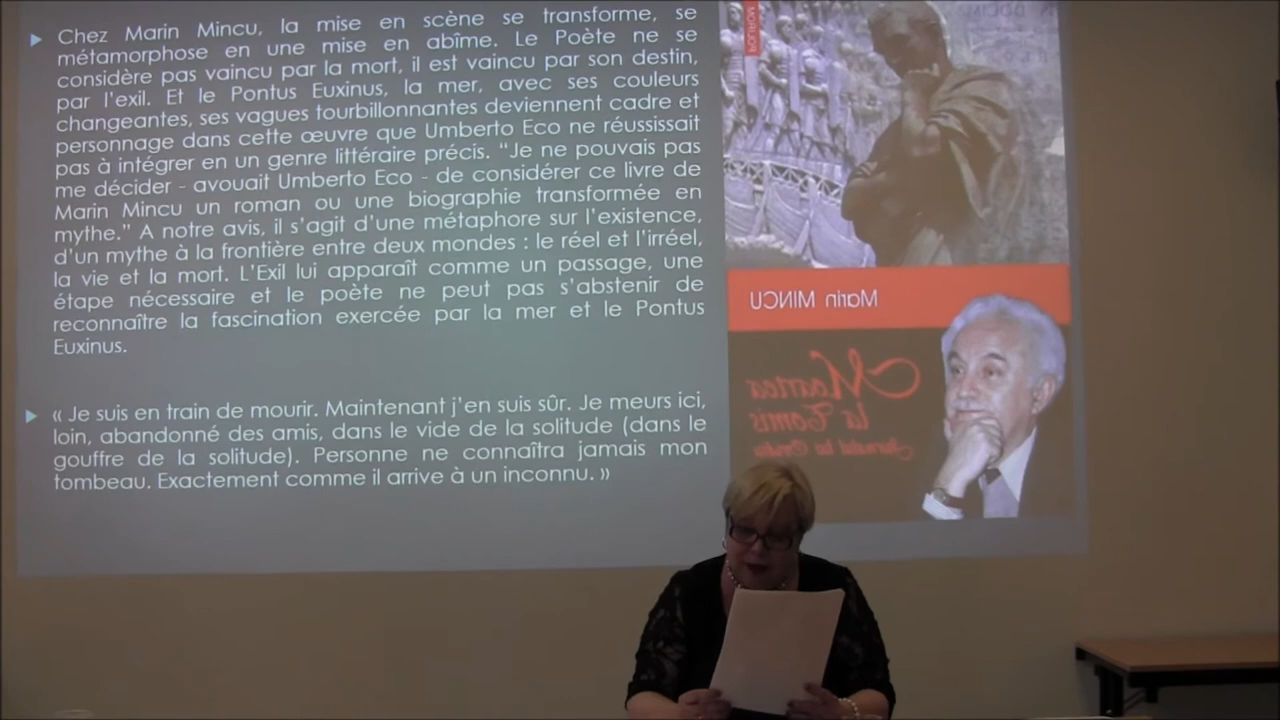 Chez Marin Mincu, la mise en scène se transforme, se
métamorphose en une mise en abîme. Le Poète ne se
considère pas vaincu par la mort, il est vaincu par son destin,
par l'exil. Et le Pontus Euxinus, la mer, avec ses couleurs
changeantes, ses vagues tourbillonnantes deviennent cadre et
personnage dans cette œuvre que Umberto Eco ne réussissait
pas à intégrer en un genre littéraire précis. "Je ne pouvais pas
me décider - avouait Umberto Eco - de considérer ce livre de
Marin Mincu un roman ou une biographie transformée en
mythe." A notre avis, il s'agit d'une métaphore sur l'existence,
d'un mythe à la frontière entre deux mondes : le réel et l'irréel,
la vie et la mort. L'Exil lui apparaît comme un passage, une
étape nécessaire et le poète ne peut pas s'abstenir de
reconnaître la fascination exercée par la mer et le Pontus
Euxinus.
« Je suis en train de mourir. Maintenant j'en suis sûr. Je meurs ici,
loin, abandonné des amis, dans le vide de la solitude (dans le
gouffre de la solitude). Personne ne connaîtra jamais mon
tombeau. Exactement comme il arrive à un inconnu. »
Marin MINCU
Moartea
la Tomis
Jurnalul lui Ovidiu